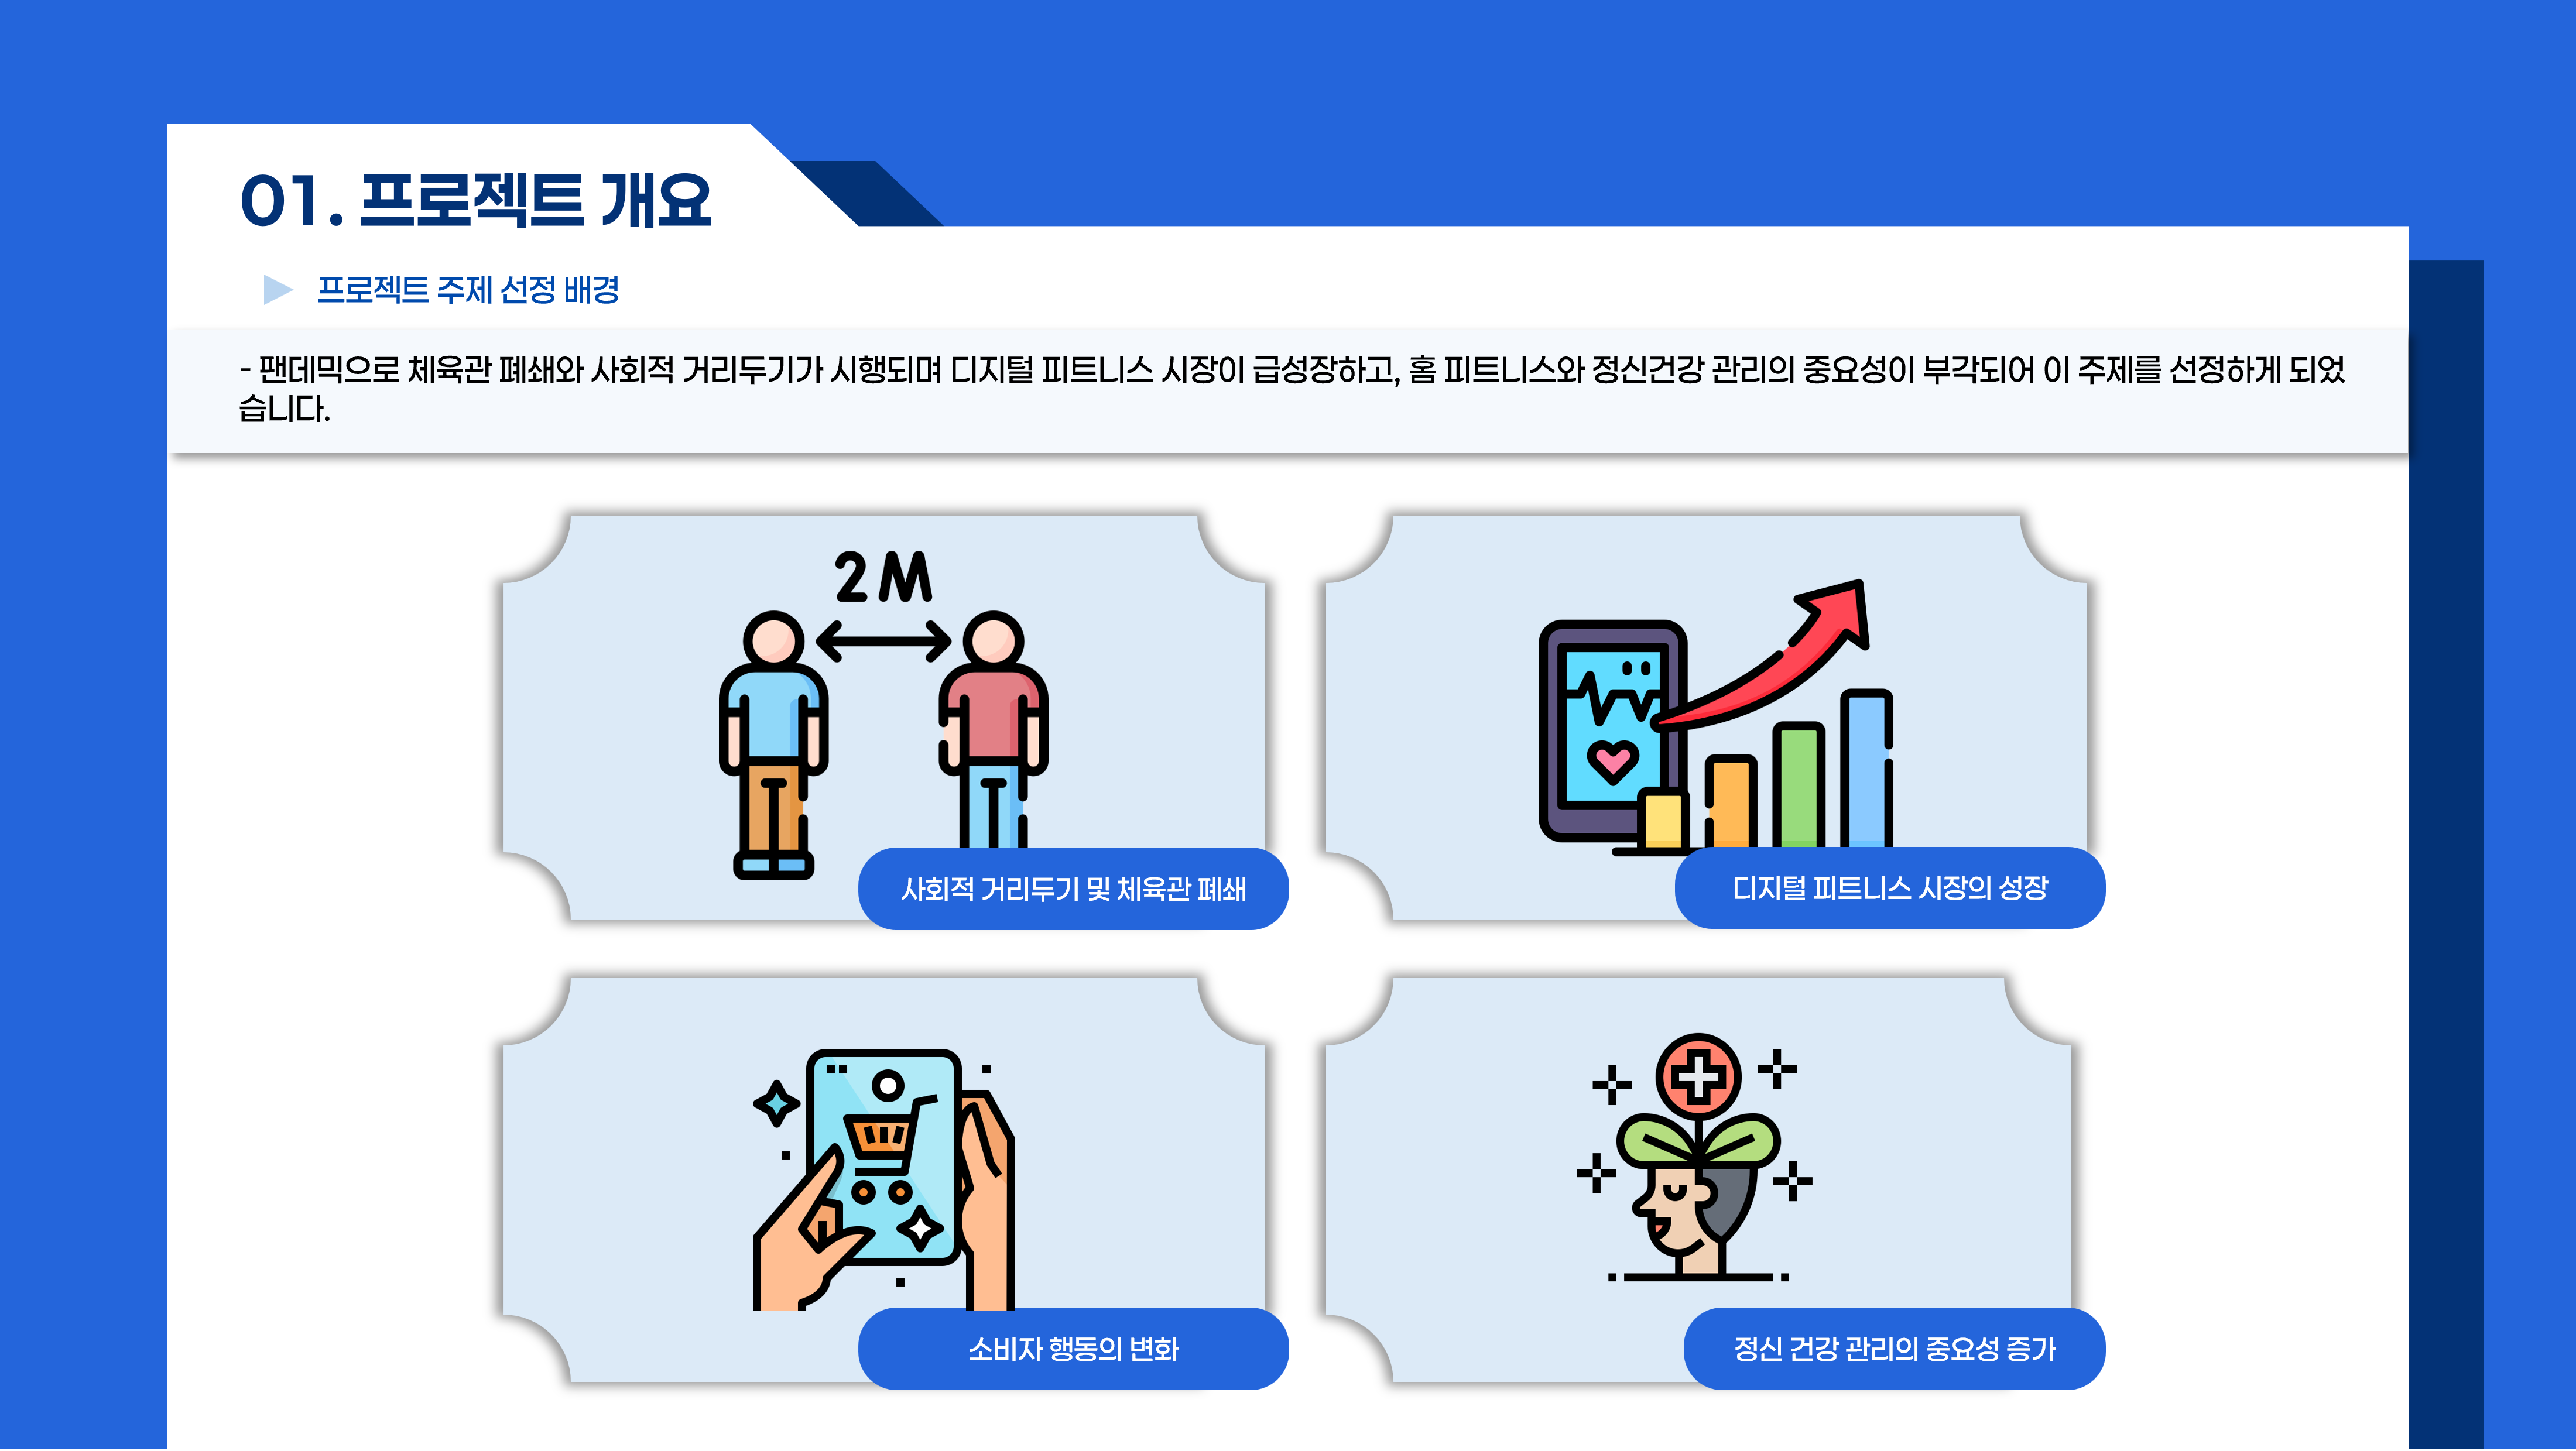 01. 프로젝트 개요
프로젝트 주제 선정 배경
- 팬데믹으로 체육관 폐쇄와 사회적 거리두기가 시행되며 디지털 피트니스 시장이 급성장하고, 홈 피트니스와 정신건강 관리의 중요성이 부각되어 이 주제를 선정하게 되었
습니다.
2 M
사회적 거리두기 및 체육관 폐쇄
디지털 피트니스 시장의 성장
소비자 행동의 변화
정신 건강 관리의 중요성 증가